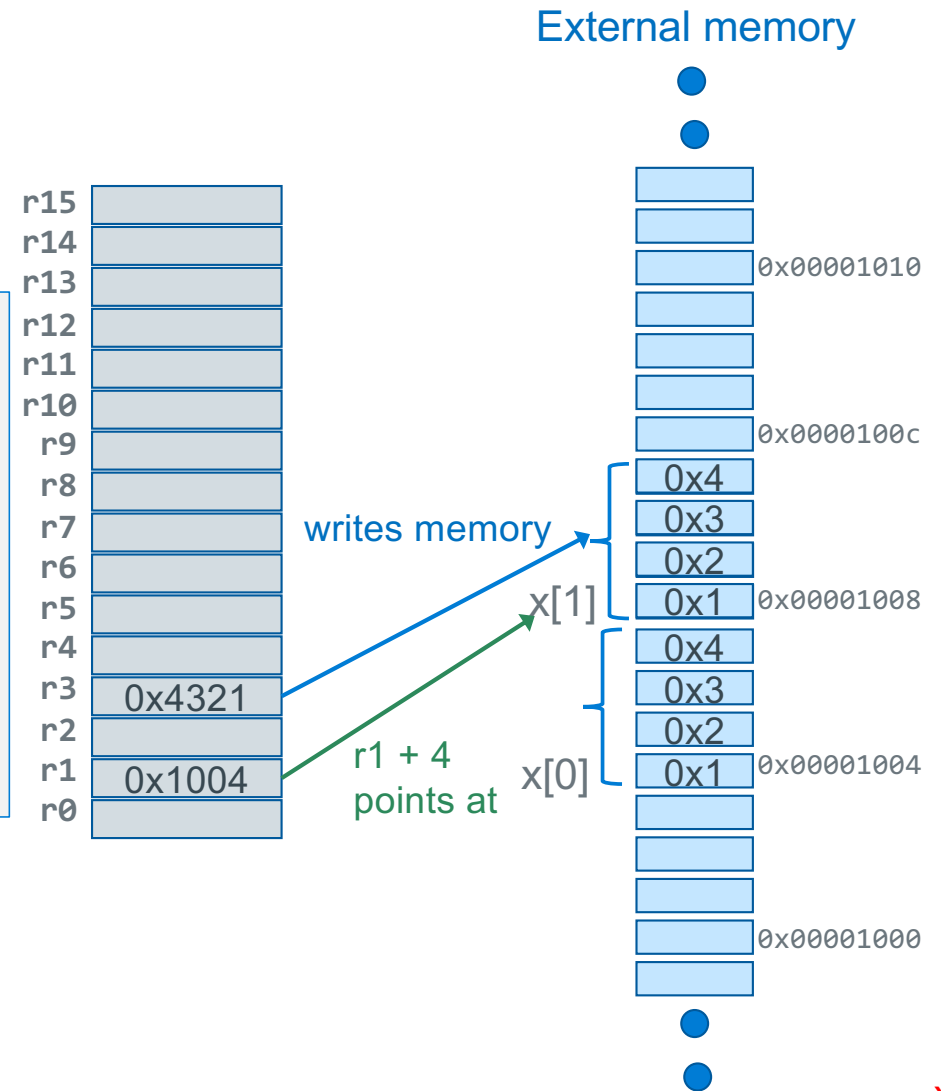 External memory
r15
r14
r13
r12
r11
r10
r9
r8
r7
r6
r5
r4
r3 0x4321
r2
r1 0x1004
r0
writes memory
r1 + 4
points at
x[1]
x[0]
0x00001010
0x0000100c
0x4
0x3
0x2
0x1 0x00001008
0x4
0x3
0x2
0x1 0x00001004
0x00001000